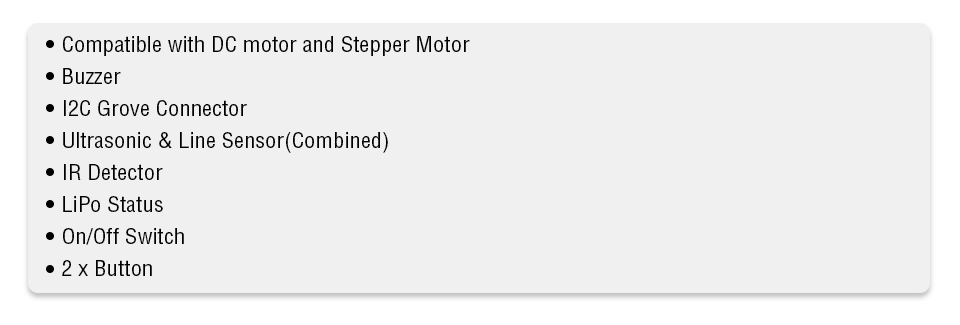 • Compatible with DC motor and Stepper Motor
• Buzzer
• I2C Grove Connector
• Ultrasonic & Line Sensor(Combined)
• IR Detector
• LiPo Status
• On/Off Switch
• 2 x Button